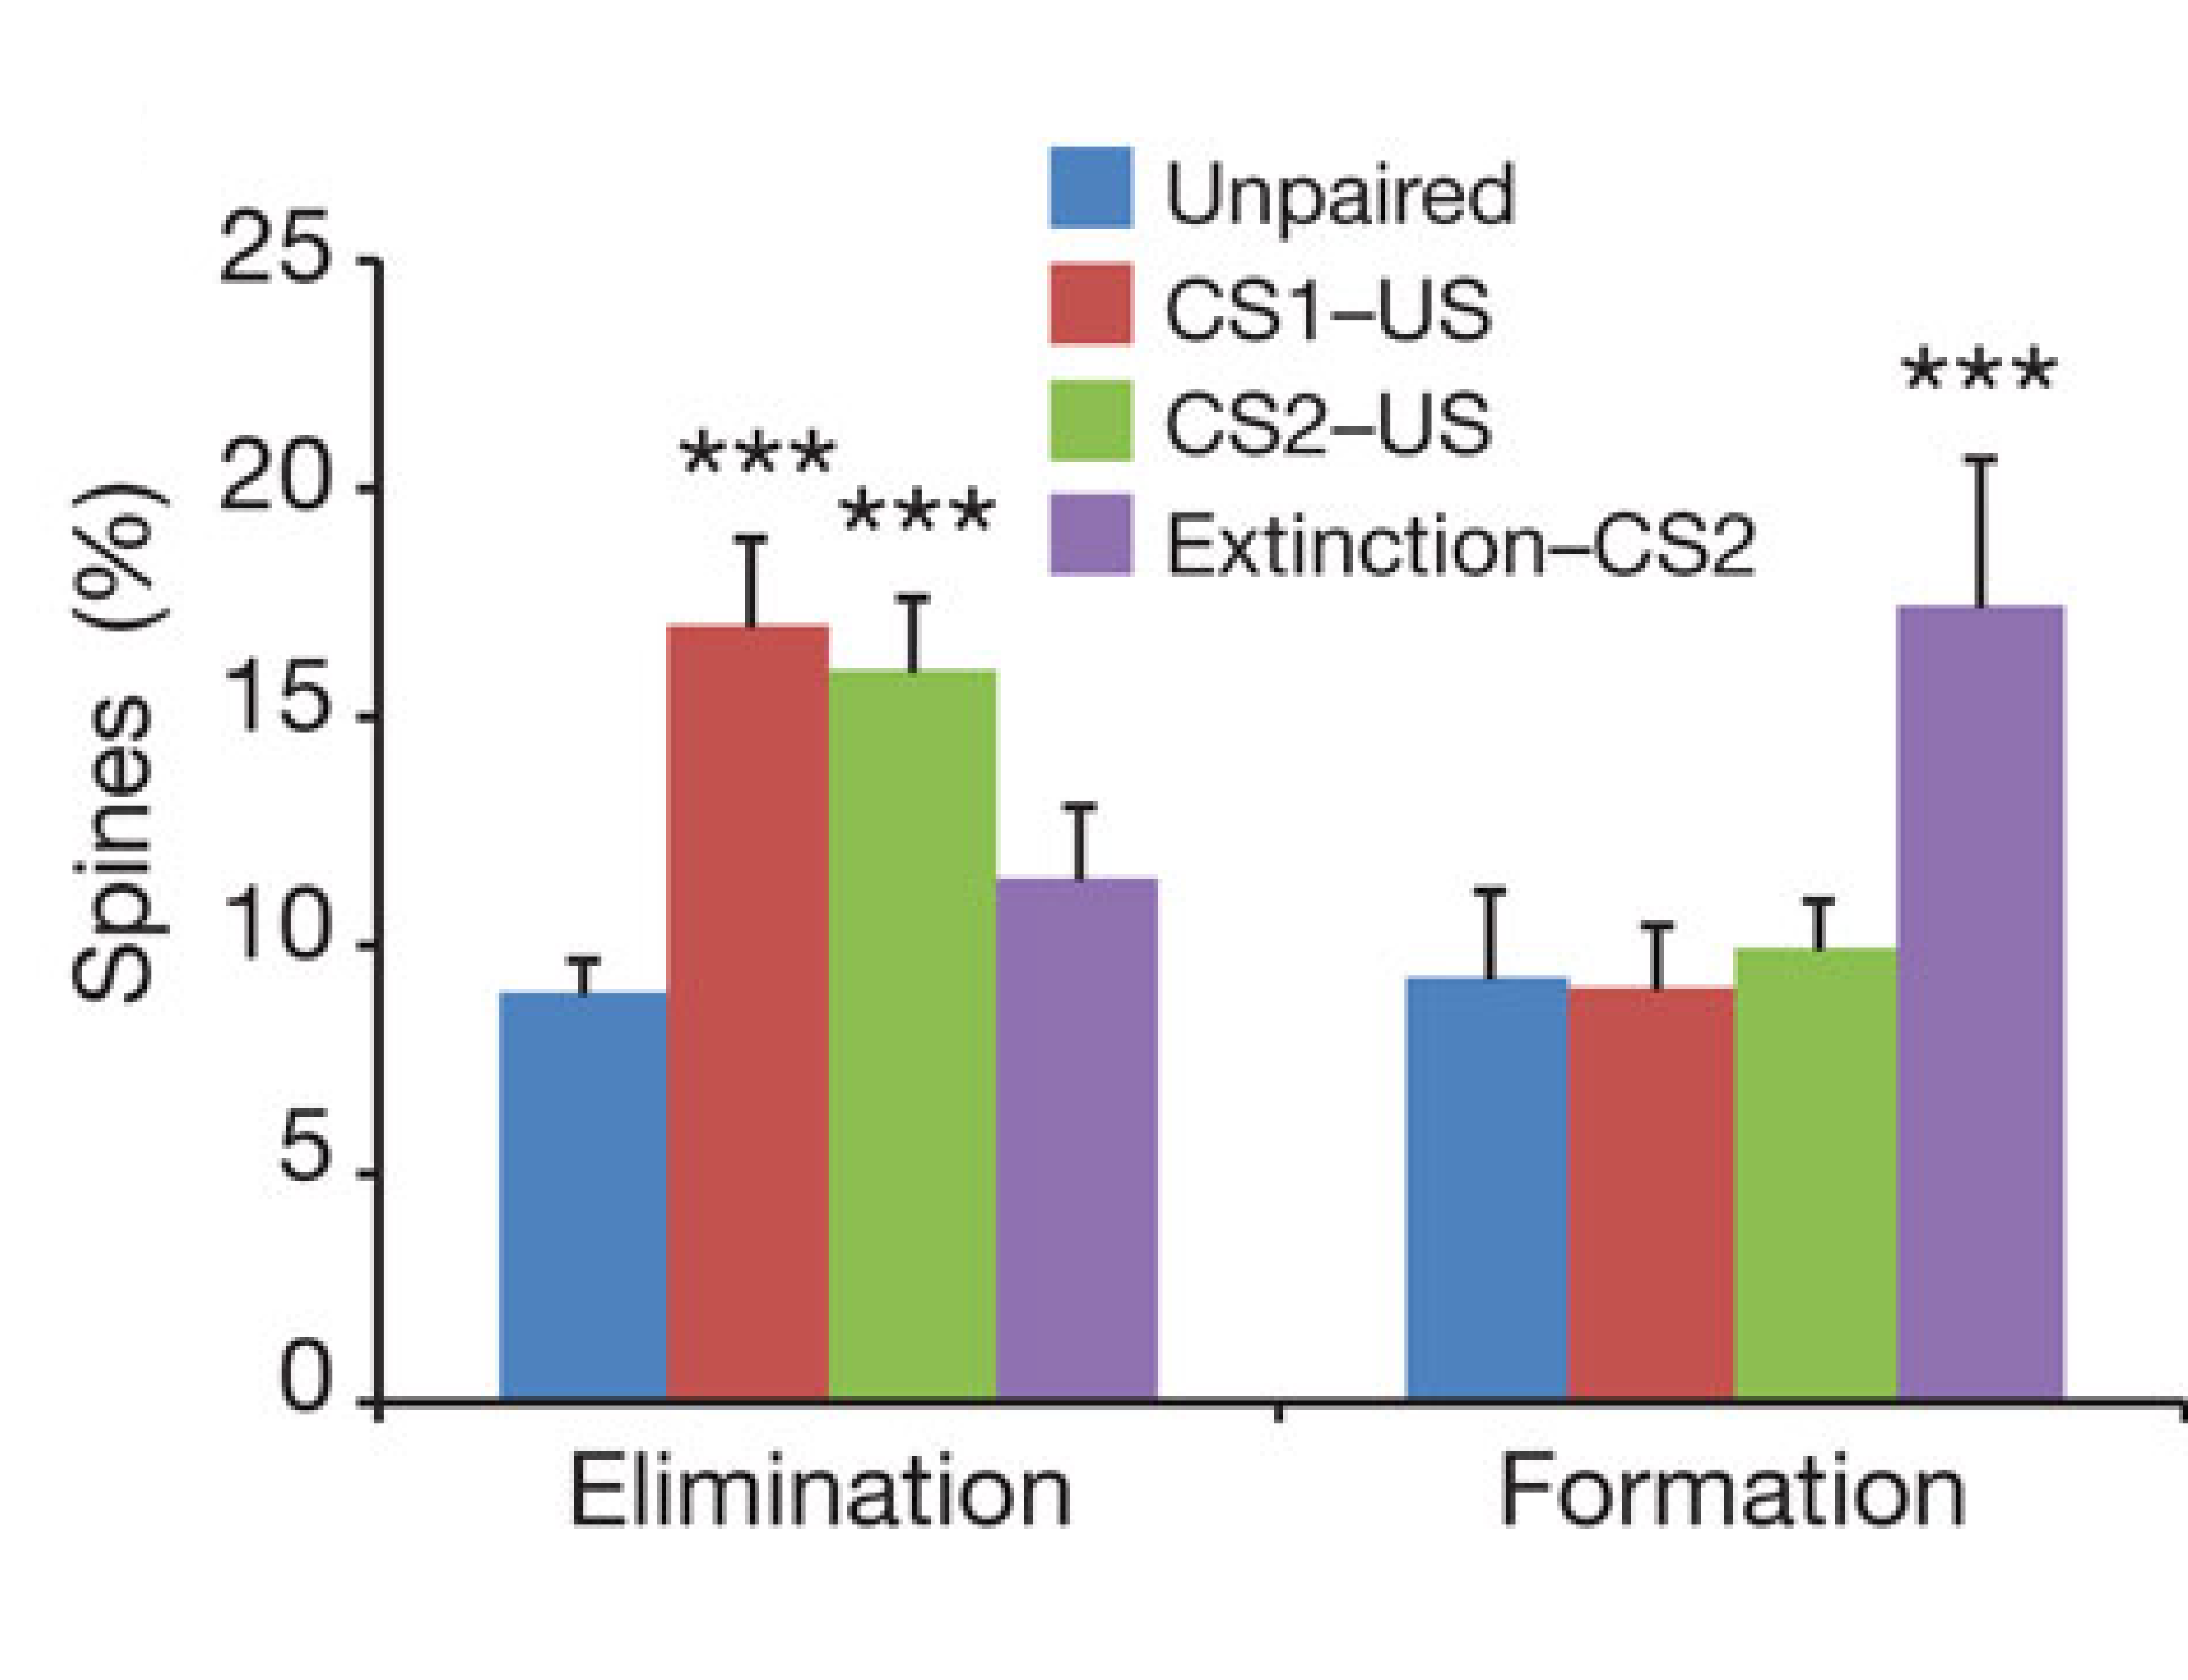 Unpaired
CS1–US
CS2–US
Extinction–CS2
Spines (%)
25
20
15
10
5
0
***
***
***
Elimination
Formation